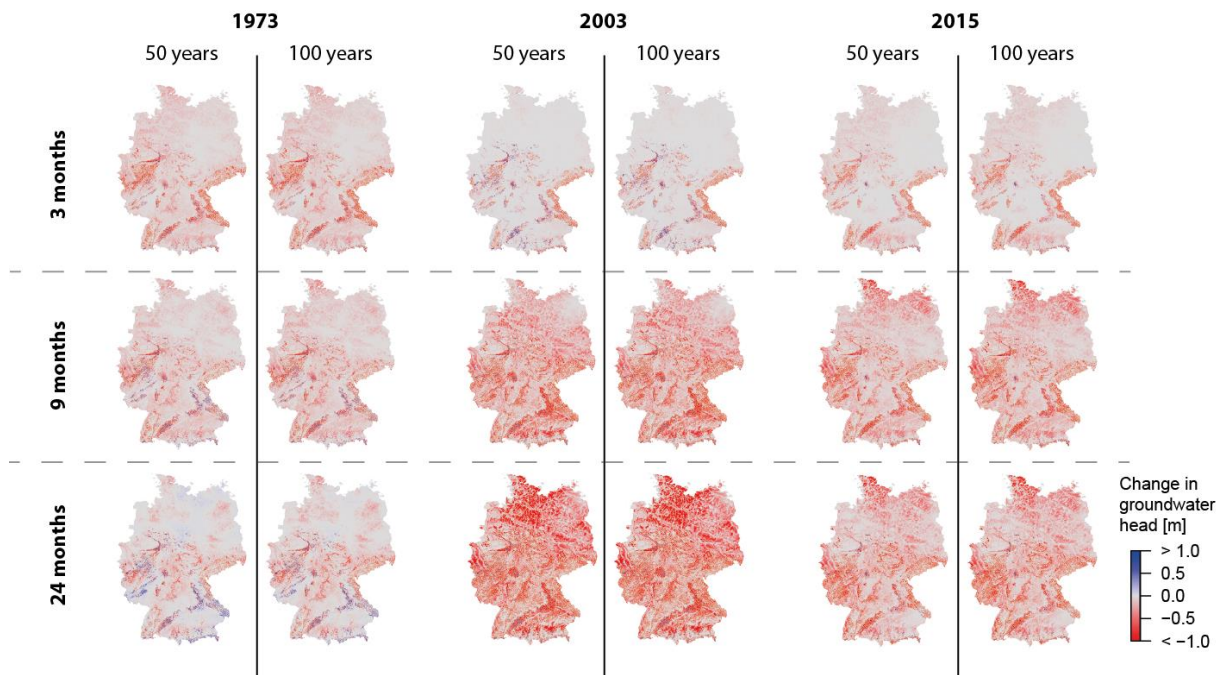 1973
2003
2015
50 years
100 years
50 years
100 years
50 years
100 years
3 months
9 months
24 months
Change in
groundwater
head [m]
> 1.0
0.5
0.0
−0.5
< −1.0